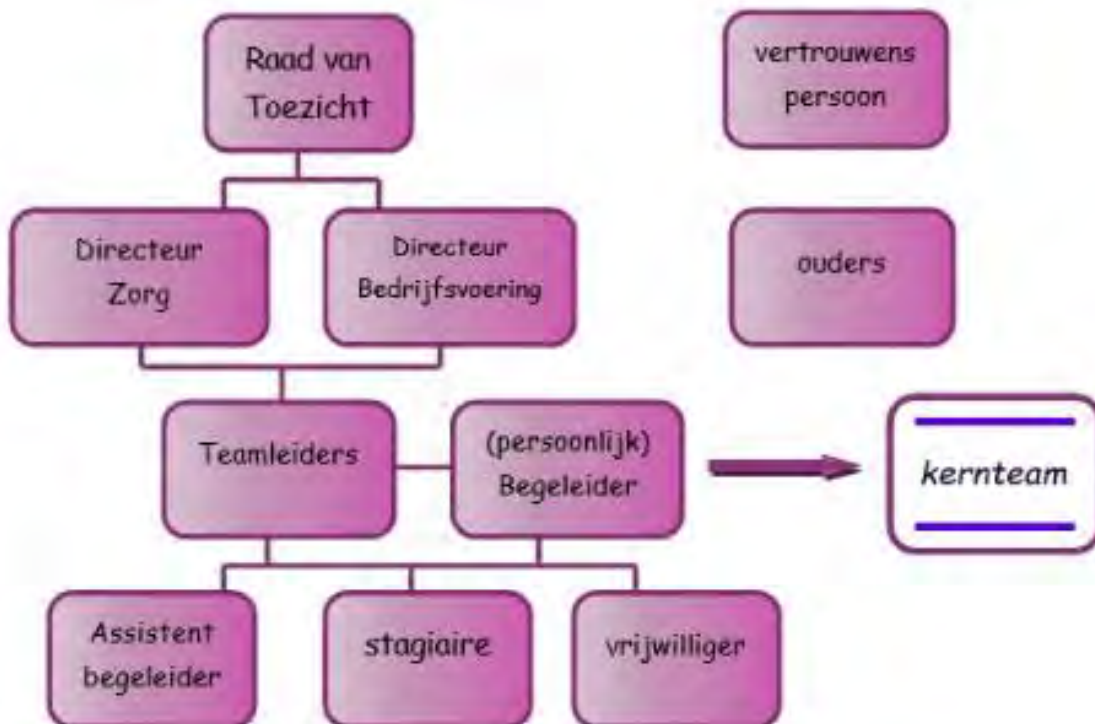 Raad van
Toezicht
vertrouwens
persoon
Directeur
Zorg
Directeur
Bedrijfsvoering
ouders
Teamleiders
(persoonlijk)
Begeleider
kernteam
Assistent
begeleider
stagiaire
vrijwilliger